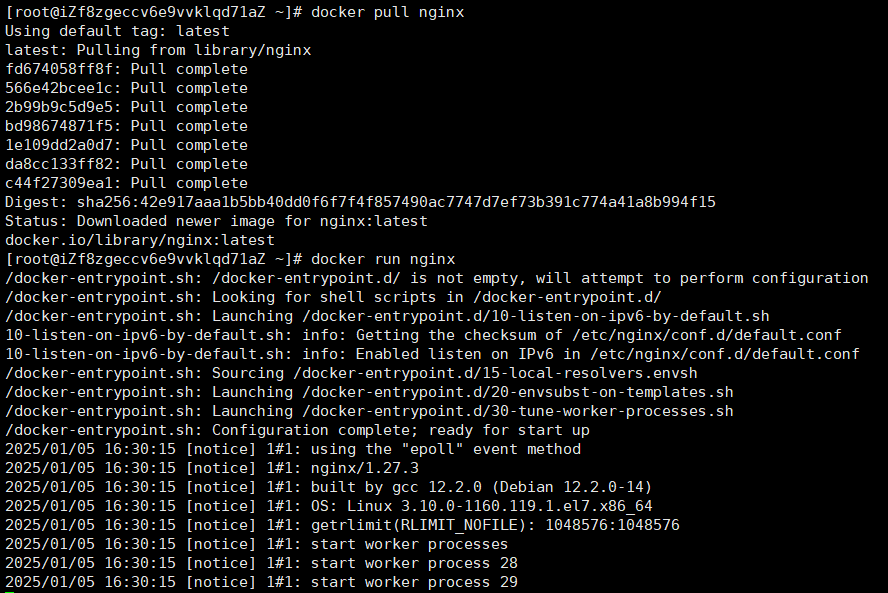 [root@iZf8zgeccv6e9vvklqd71aZ ~]# docker pull nginx
Using default tag: latest
latest: Pulling from library/nginx
fd674058ff8f: Pull complete
566e42bcee1c: Pull complete
2b99b9c5d9e5: Pull complete
bd98674871f5: Pull complete
1e109dd2a0d7: Pull complete
da8cc133ff82: Pull complete
c44f27309ea1: Pull complete
Digest: sha256:42e917aaa1b5bb40dd0f6f7f4f857490ac7747d7ef73b391c774a41a8b994f15
Status: Downloaded newer image for nginx:latest
docker.io/library/nginx:latest
[root@iZf8zgeccv6e9vvklqd71aZ ~]# docker run nginx
/docker-entrypoint.sh: /docker-entrypoint.d/ is not empty, will attempt to perform configuration
/docker-entrypoint.sh: Looking for shell scripts in /docker-entrypoint.d/
/docker-entrypoint.sh: Launching /docker-entrypoint.d/10-listen-on-ipv6-by-default.sh
10-listen-on-ipv6-by-default.sh: info: Getting the checksum of /etc/nginx/conf.d/default.conf
10-listen-on-ipv6-by-default.sh: info: Enabled listen on IPv6 in /etc/nginx/conf.d/default.conf
/docker-entrypoint.sh: Sourcing /docker-entrypoint.d/15-local-resolvers.envsh
/docker-entrypoint.sh: Launching /docker-entrypoint.d/20-envsubst-on-templates.sh
/docker-entrypoint.sh: Launching /docker-entrypoint.d/30-tune-worker-processes.sh
/docker-entrypoint.sh: Configuration complete; ready for start up
2025/01/05 16:30:15 [notice] 1#1: using the "epoll" event method
2025/01/05 16:30:15 [notice] 1#1: nginx/1.27.3
2025/01/05 16:30:15 [notice] 1#1: built by gcc 12.2.0 (Debian 12.2.0-14)
2025/01/05 16:30:15 [notice] 1#1: OS: Linux 3.10.0-1160.119.1.el7.x86_64
2025/01/05 16:30:15 [notice] 1#1: getrlimit(RLIMIT_NOFILE): 1048576:1048576
2025/01/05 16:30:15 [notice] 1#1: start worker processes
2025/01/05 16:30:15 [notice] 1#1: start worker process 28
2025/01/05 16:30:15 [notice] 1#1: start worker process 29